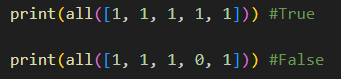 print(all([1, 1, 1, 1, 1])) #True
print(all([1, 1, 1, 0, 1])) #False